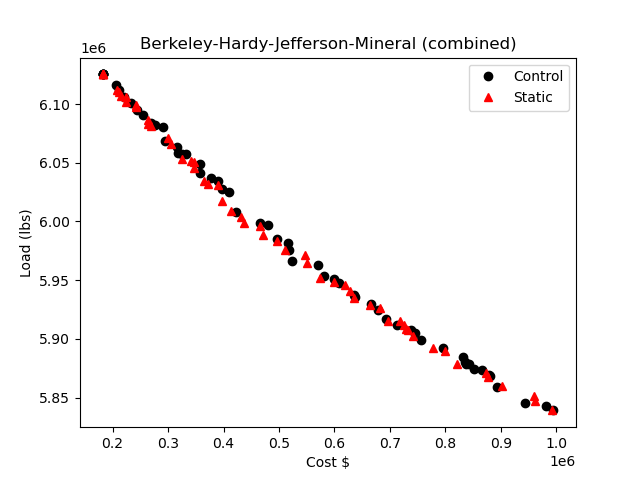 Berkeley-Hardy-Jefferson-Mineral (combined)
1e6
Control
Static
6.10
6.05
6.00
5.95
5.90
5.85
Load (lbs)
0.2 0.3 0.4 0.5 0.6 0.7 0.8 0.9 1.0
Cost $
1e6